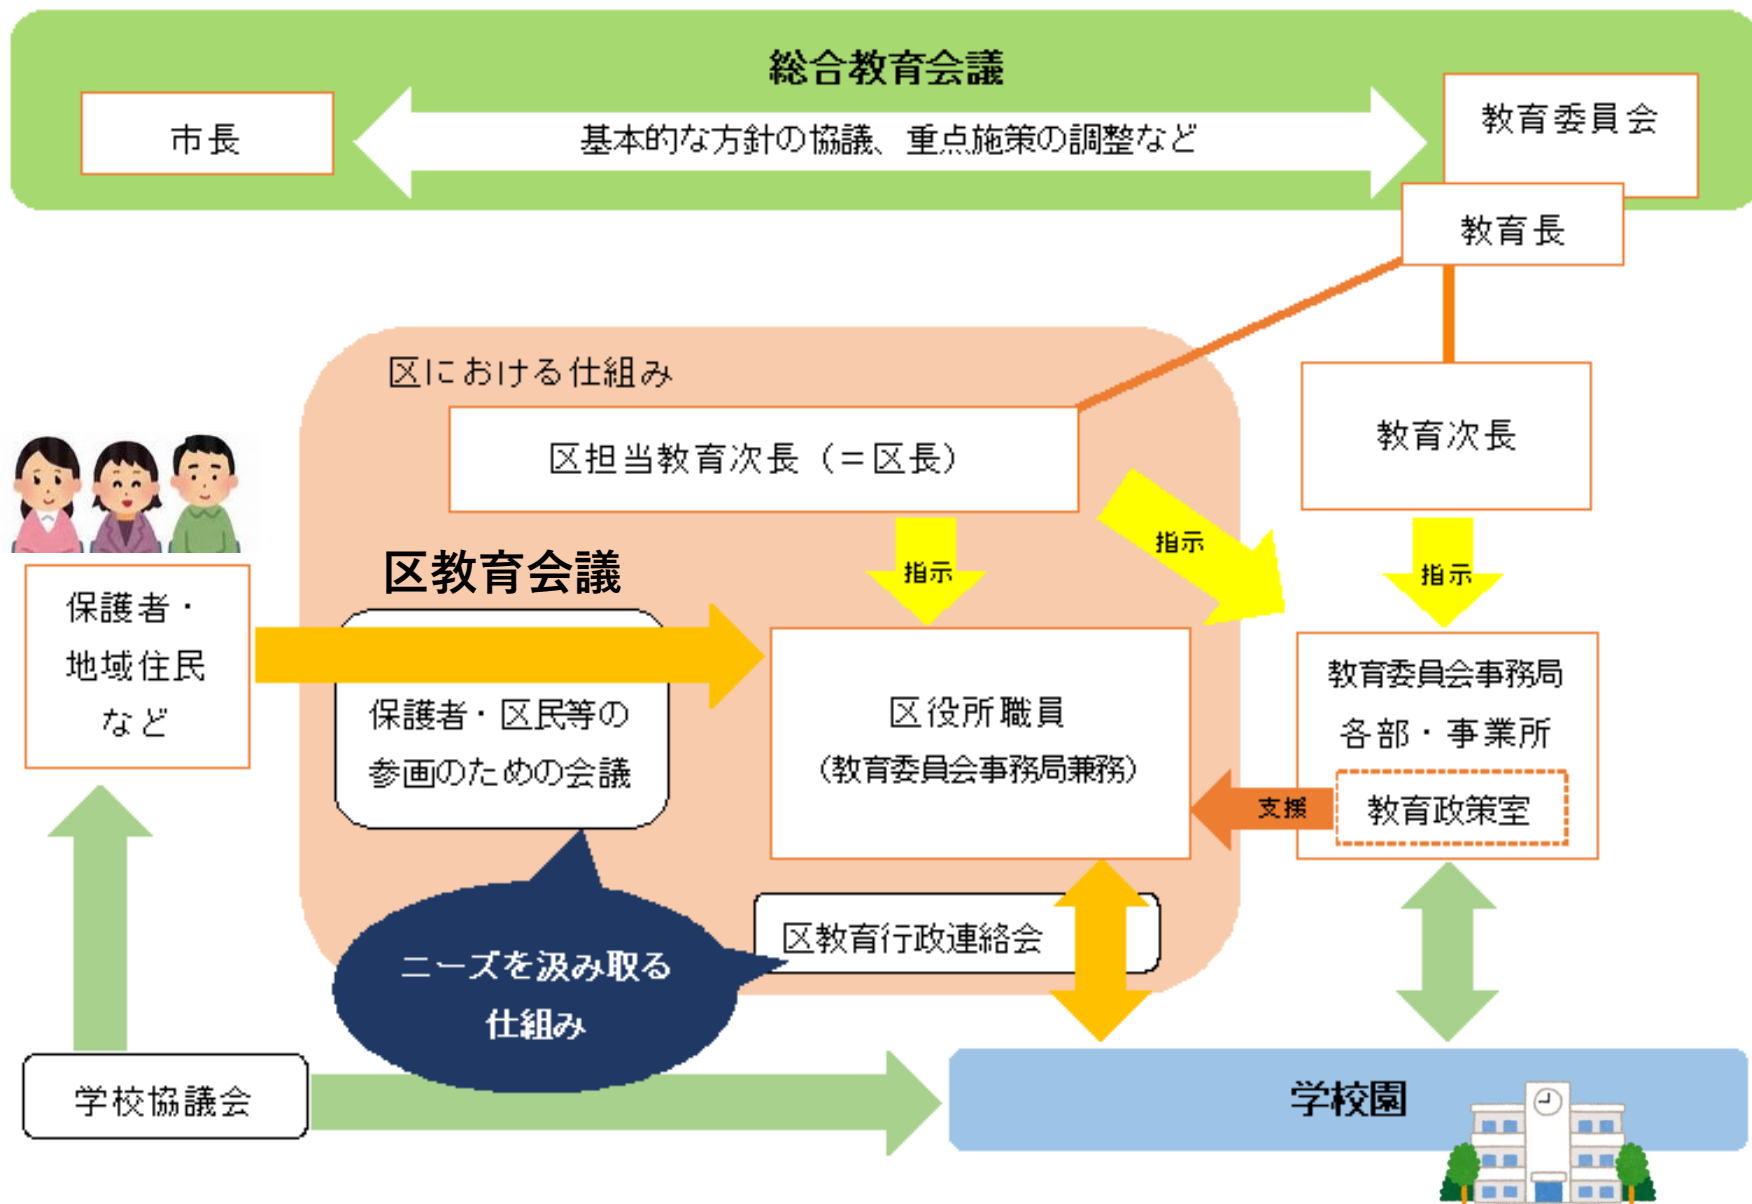 総合教育会議
市長
基本的な方針の協議、重点施策の調整など
教育委員会
教育長
区における仕組み
区担当教育次長（＝区長）
教育次長
指示
指示
指示
区教育会議
保護者・
地域住民
など
保護者・区民等の
参画のための会議
区役所職員
（教育委員会事務局兼務）
教育委員会事務局
各部・事業所
教育政策室
支援
区教育行政連絡会
ニーズを汲み取る
仕組み
学校協議会
学校園